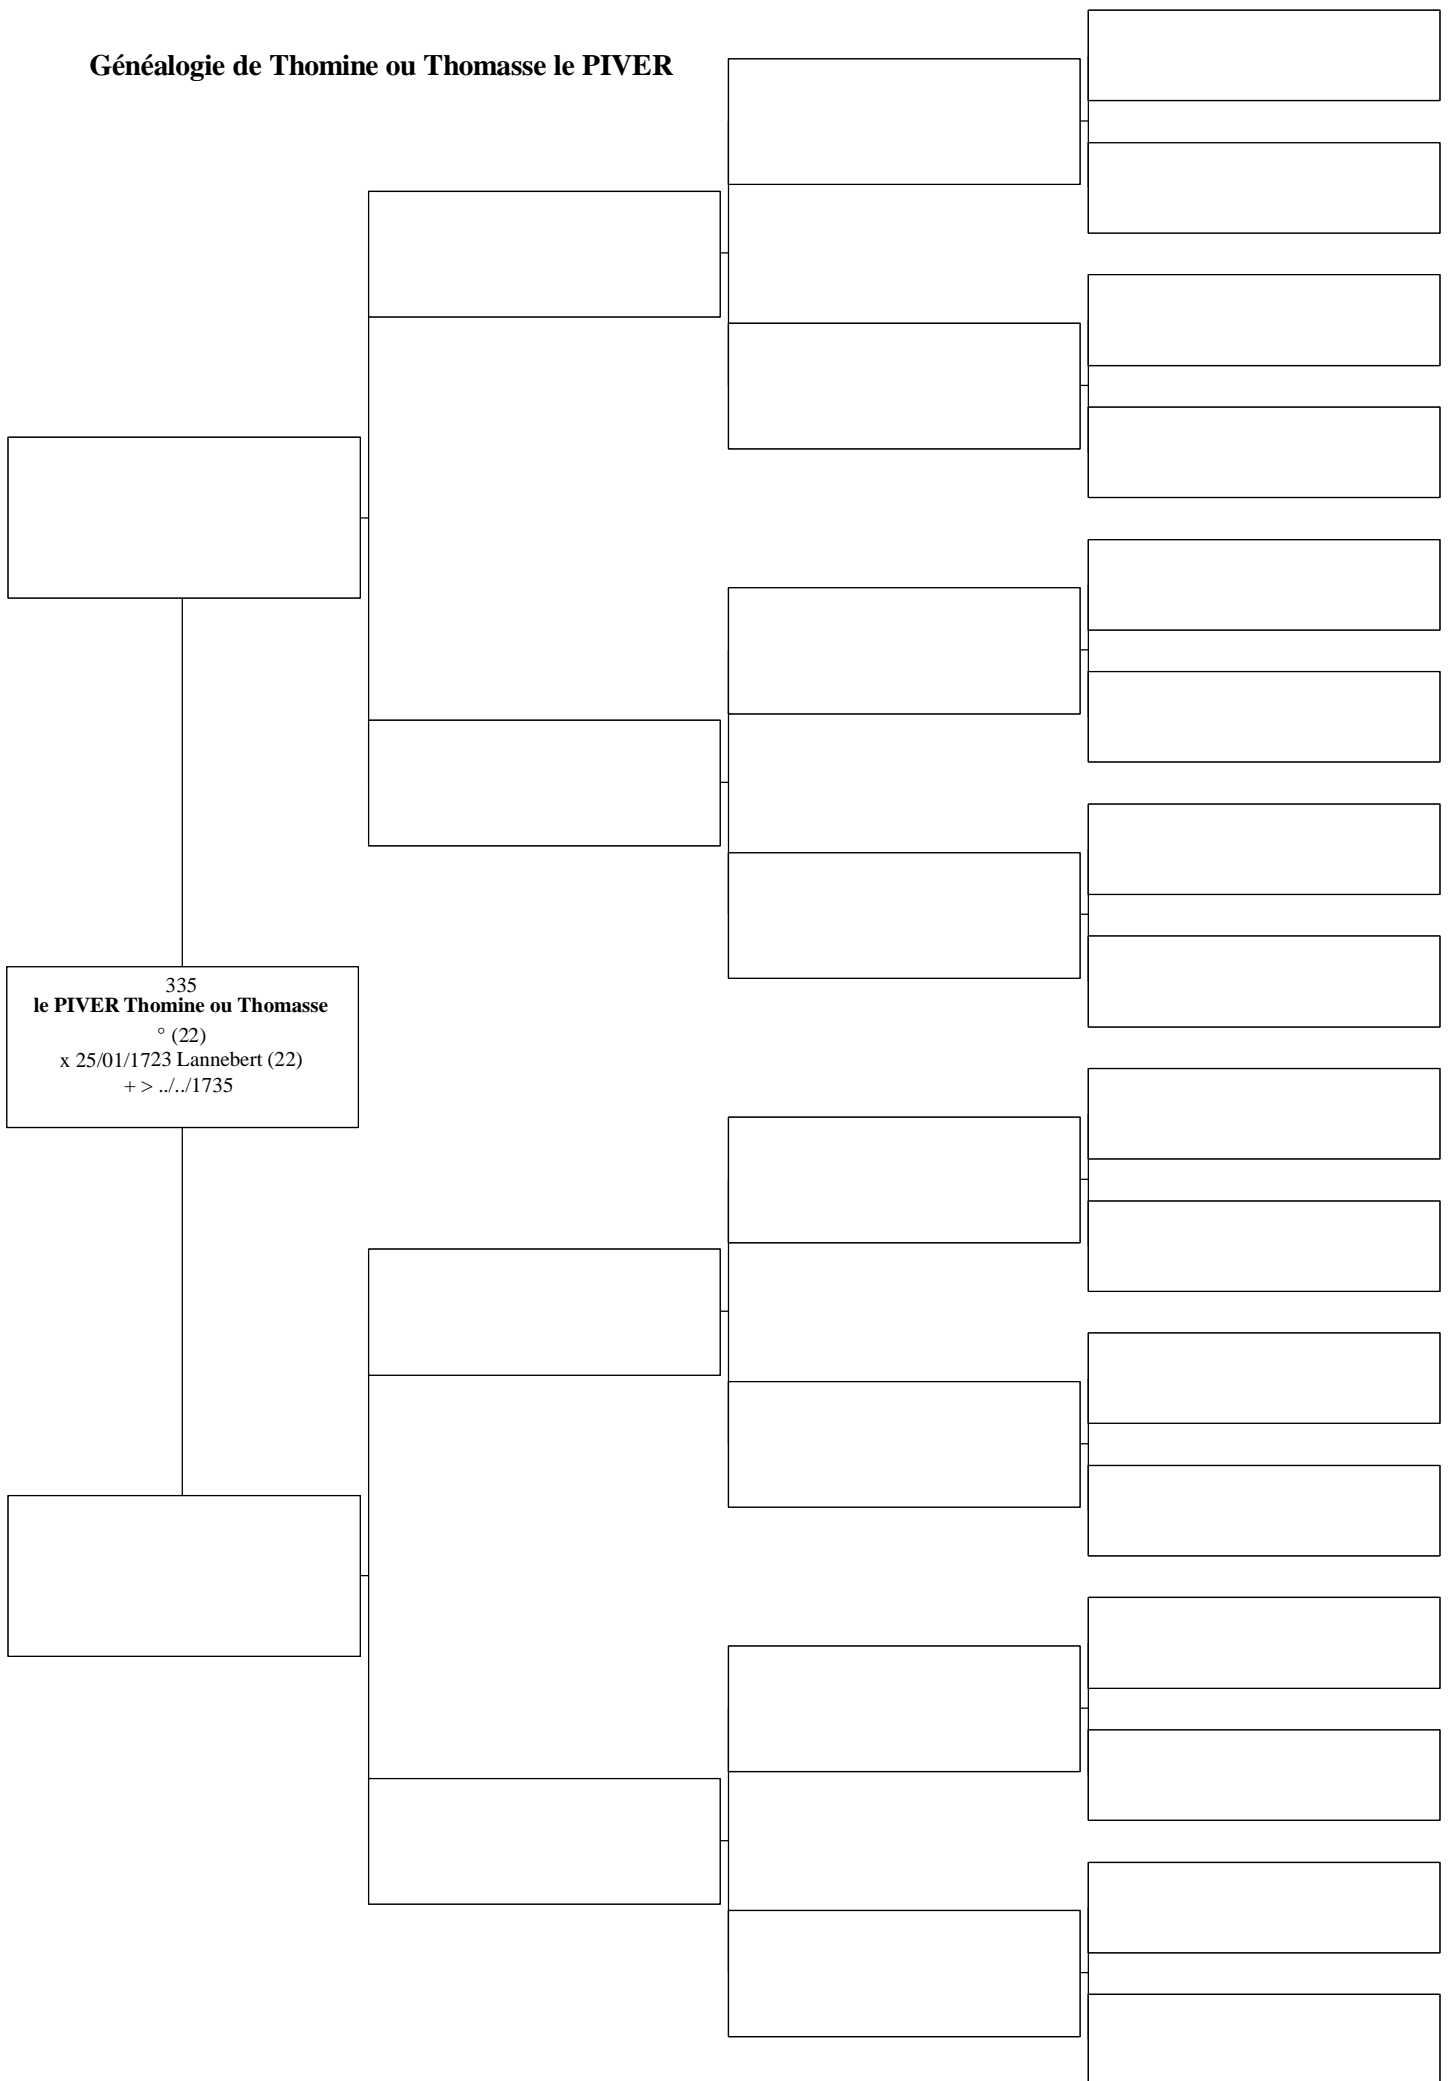 Généalogie de Thomine ou Thomasse le PIVER
335
le PIVER Thomine ou Thomasse
° (22)
x 25/01/1723 Lannebert (22)
+ > ../../1735